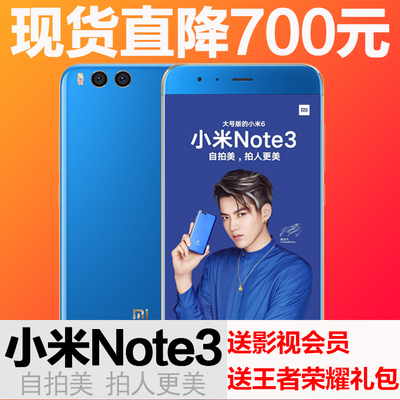 现货直降700元
大号版的小米6
小米Note3
自拍美，拍人更美
小米Note3
自拍美 拍人更美
送影视会员
送王者荣耀礼包